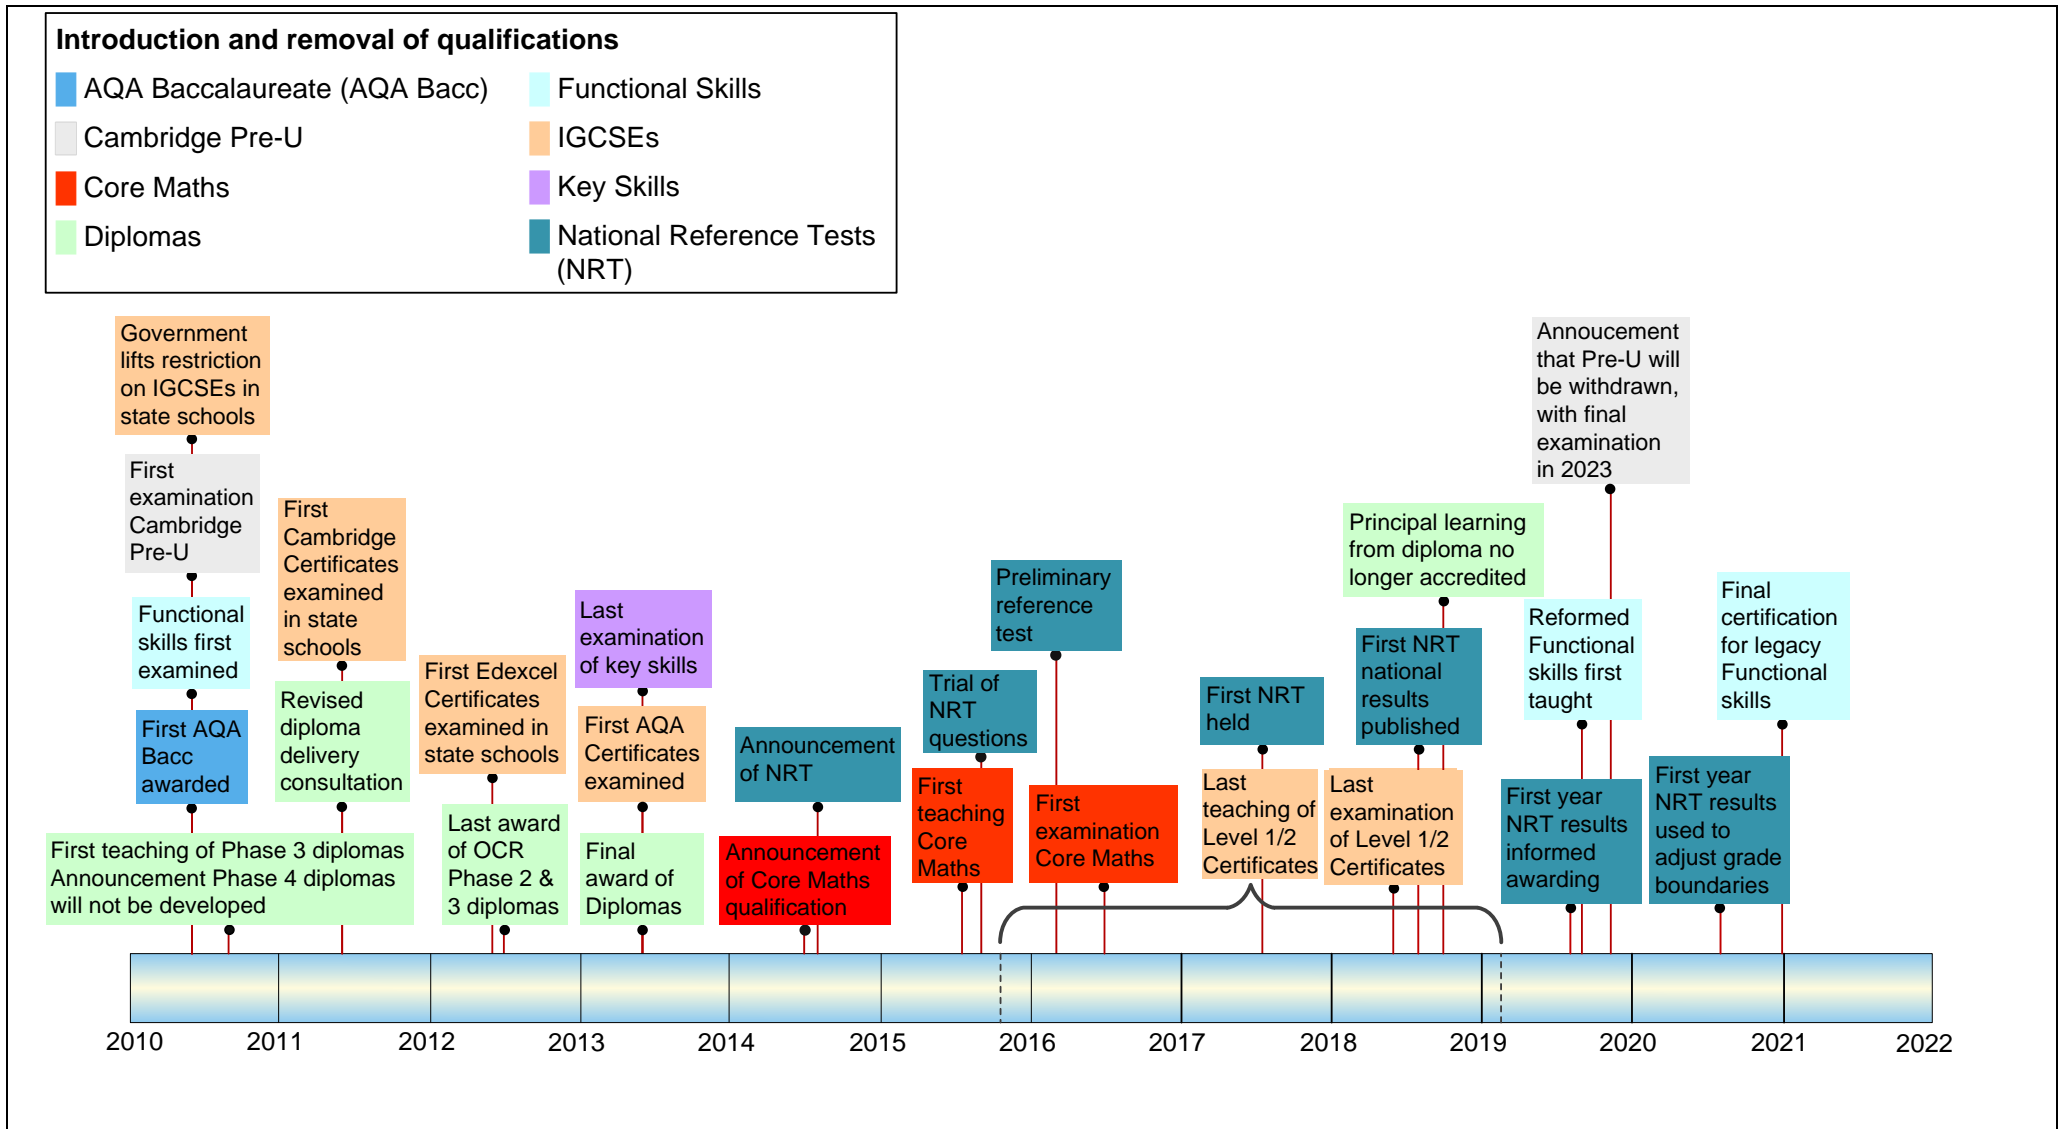 Introduction and removal of qualifications
AQA Baccalaureate (AQA Bacc)
Cambridge Pre-U
Core Maths
Diplomas
Functional Skills
IGCSEs
Key Skills
National Reference Tests
(NRT)
Government
lifts restriction
on IGCSEs in
state schools
First
examination
Cambridge
Pre-U
Functional
skills first
examined
First AQA
Bacc
awarded
First teaching of Phase 3 diplomas
Announcement Phase 4 diplomas
will not be developed
First
Cambridge
Certificates
examined
in state
schools
Revised
diploma
delivery
consultation
First Edexcel
Certificates
examined in
state schools
Last award
of OCR
Phase 2 &
3 diplomas
Last
examination
of key skills
First AQA
Certificates
examined
Final
award of
Diplomas
Announcement
of NRT
Announcement
of Core Maths
qualification
Trial of
NRT
questions
First
teaching
Core
Maths
Preliminary
reference
test
First
examination
Core Maths
First NRT
held
Last
teaching of
Level 1/2
Certificates
Principal learning
from diploma no
longer accredited
First NRT
national
results
published
Last
examination
of Level 1/2
Certificates
Annoucement
that Pre-U will
be withdrawn,
with final
examination
in 2023
Reformed
Functional
skills first
taught
First year
NRT results
informed
awarding
Final
certification
for legacy
Functional
skills
First year
NRT results
used to
adjust grade
boundaries
2010
2011
2012
2013
2014
2015
2016
2017
2018
2019
2020
2021
2022